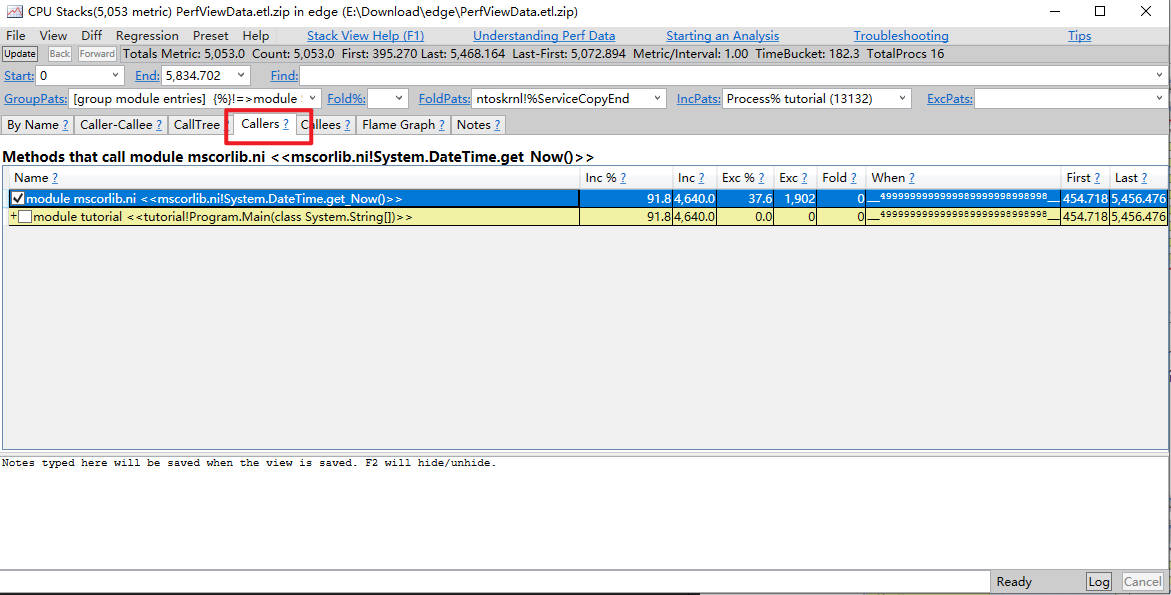 CPU Stacks(5,053 metric) PerfViewData.etl.zip in edge (E:\Download\edge\PerfViewData.etl.zip)
File View Diff Regression Preset Help Stack View Help (F1) Understanding Perf Data Starting an Analysis Troubleshooting Tips
Update Back Forward Totals Metric: 5,053.0 Count: 5,053.0 First: 395.270 Last: 5,468.164 Last-First: 5,072.894 Metric/Interval: 1.00 TimeBucket: 182.3 TotalProcs 16
Start: 0 End: 5,834.702 Find:
GroupPats: [group module entries] {%}!=>module Fold%: FoldPats: ntoskrnl!%ServiceCopyEnd IncPats: Process% tutorial (13132) ExcPats:
By Name ? Caller-Callee ? CallTree Callers ? Callees ? Flame Graph ? Notes ?
Methods that call module mscorlib.ni <<mscorlib.ni!System.DateTime.get_Now()>>
Name ? Inc % ? Inc ? Exc % ? Exc ? Fold ? When ? First ? Last ?
module mscorlib.ni <<mscorlib.ni!System.DateTime.get_Now()>> 91.8 4,640.0 37.6 1,902 0 454.718 5,456.476
+ module tutorial <<tutorial!Program.Main(class System.String[])>> 91.8 4,640.0 0.0 0 0 454.718 5,456.476
Notes typed here will be saved when the view is saved. F2 will hide/unhide.
Ready Log Cancel